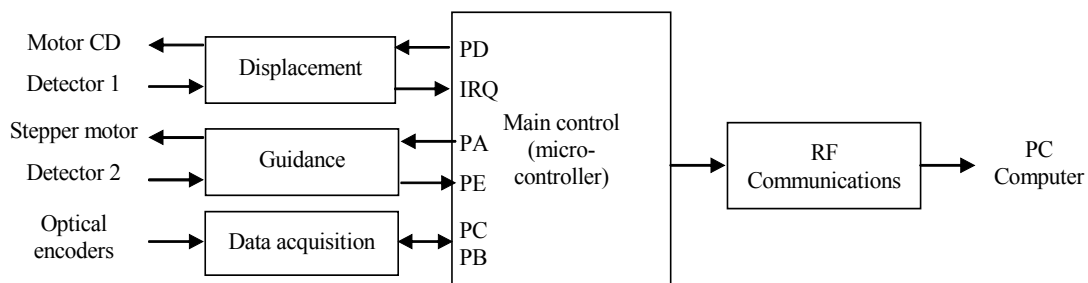 Motor CD
Detector 1
Displacement
PD
IRQ
Stepper motor
Detector 2
Guidance
PA
PE
Optical
encoders
Data acquisition
PC
PB
Main control
(micro-
controller)
RF
Communications
PC
Computer